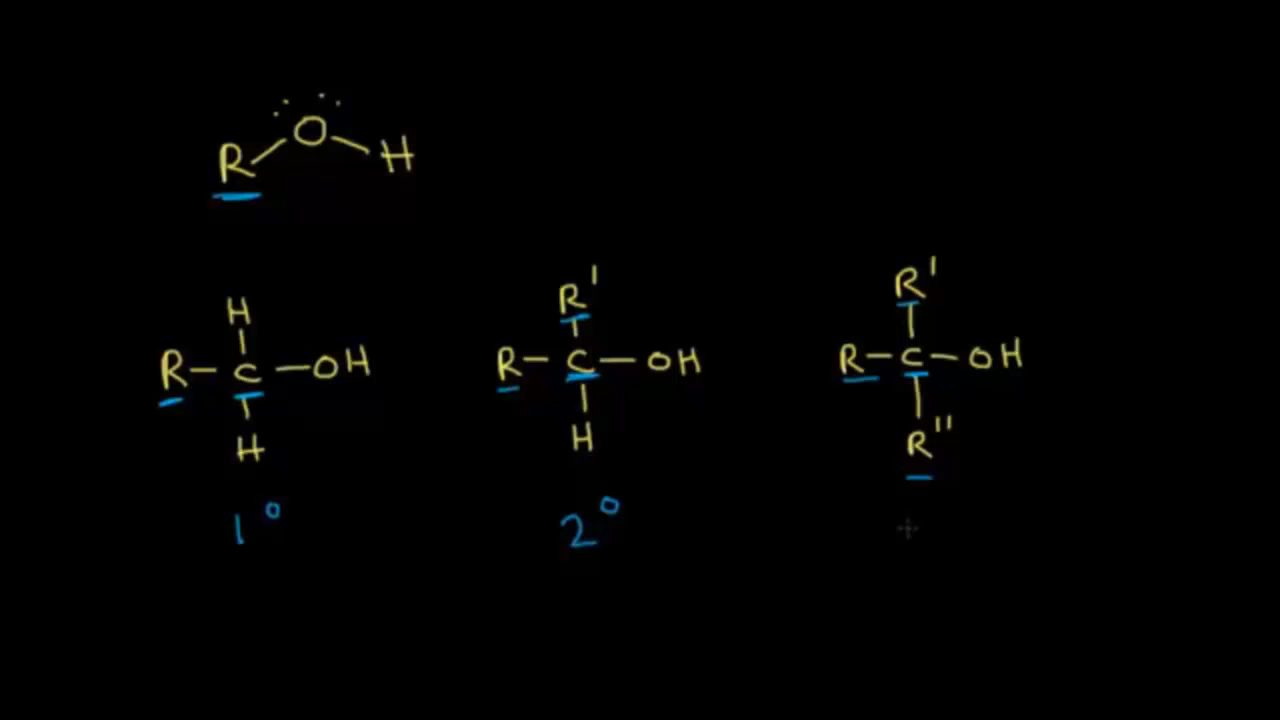 R O H
H R' R'
R C OH R C OH R C OH
H H R"
1° 2°